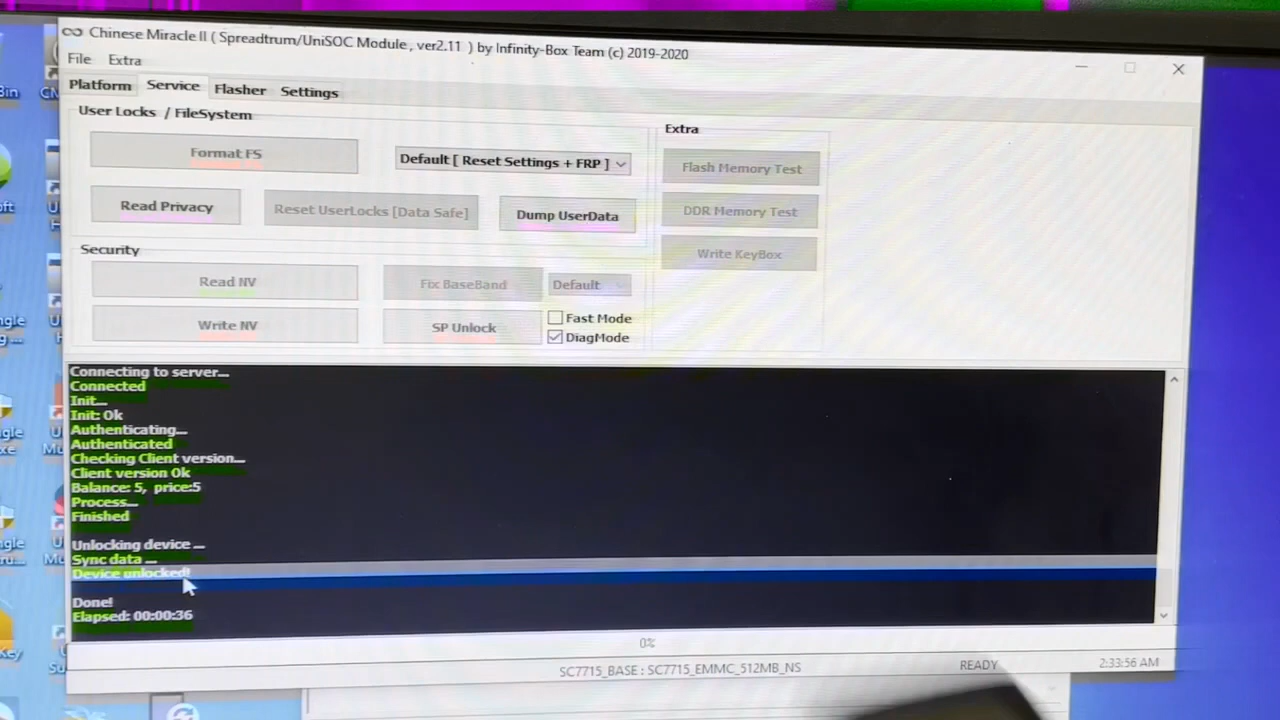 Chinese Miracle II ( Spreadtrum/UniSOC Module , ver2.11 ) by Infinity-Box Team (c) 2019-2020
File Extra
Platform Service Flasher Settings
User Locks / FileSystem
Format FS
Default [ Reset Settings + FRP ]
Read Privacy
Reset UserLocks [Data Safe]
Dump UserData
Extra
Flash Memory Test
DDR Memory Test
Write KeyBox
Security
Read NV
Fix BaseBand
Default
Write NV
SP Unlock
Fast Mode
DiagMode
Connecting to server...
Connected
Init...
Init: Ok
Authenticating...
Authenticated
Checking Client version...
Client version Ok
Balance: 5, price:5
Process...
Finished
Unlocking device ...
Sync data ...
Device unlocked!
Done!
Elapsed: 00:00:36
0%
SC7715_BASE : SC7715_EMMC_512MB_NS
READY
2:33:56 AM
Bin
oft
gle
gle
Key